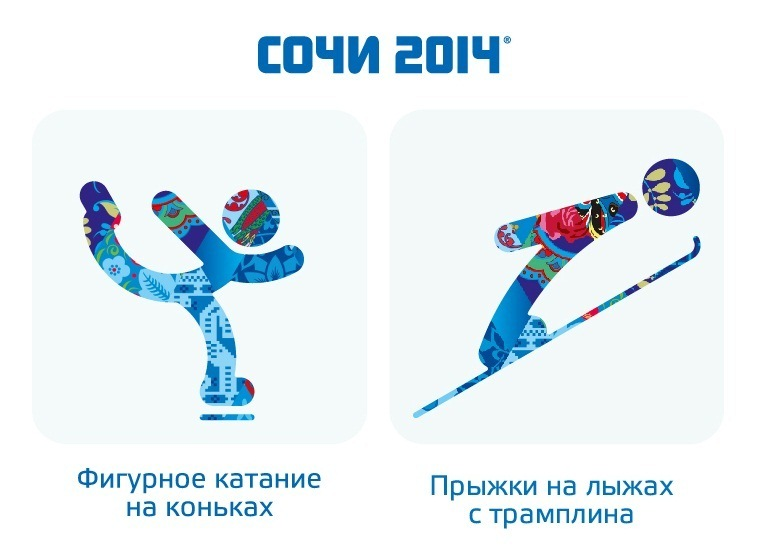 СОЧИ 2014®
Фигурное катание
на коньках
Прыжки на лыжах
с трамплина